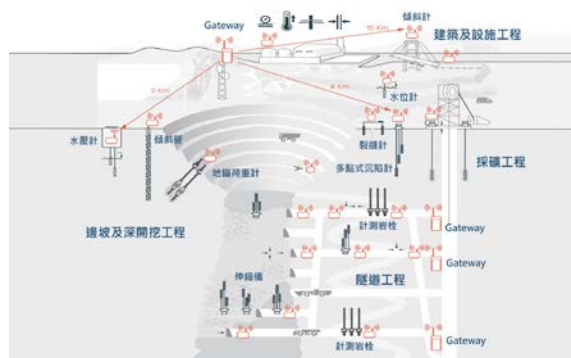 Gateway
15 Km
傾斜計
建築及設施工程
2 Km
4 Km
水位計
水壓計
傾斜管
裂縫計
地錨荷重計
多點式沉陷計
採礦工程
邊坡及深開挖工程
計測岩栓
Gateway
伸縮儀
隧道工程
Gateway
計測岩栓
Gateway